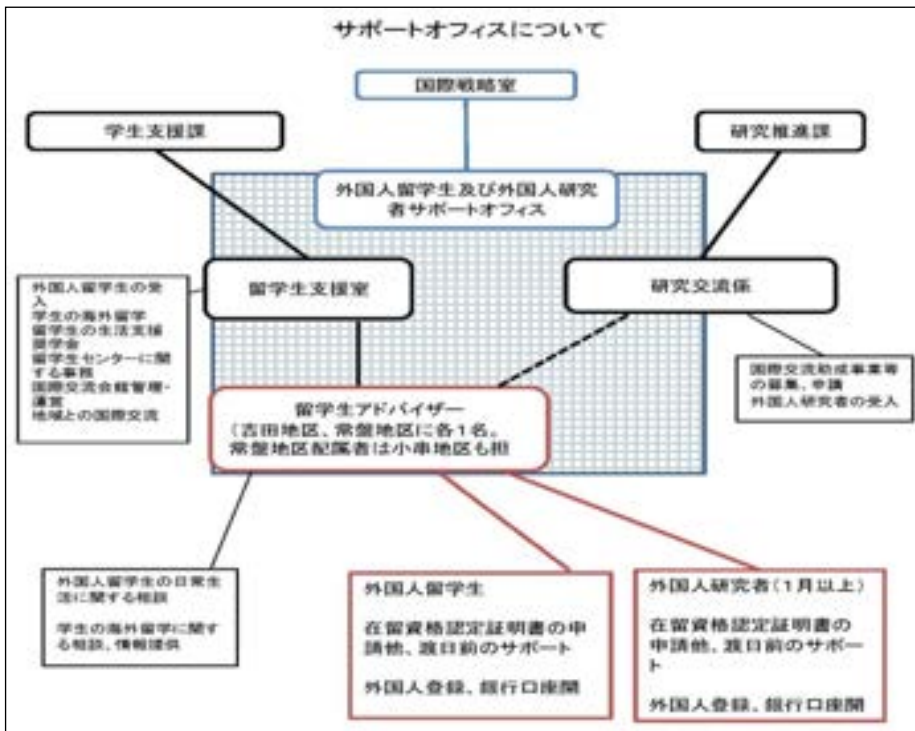 サポートオフィスについて
国際戦略室
学生支援課
研究推進課
外国人留学生及び外国人研究
者サポートオフィス
留学生支援室
研究交流係
外国人留学生の受
入
学生の海外留学
留学生の生活支援
奨学会
留学生センターに関
する事務
国際交流会館管理・
運営
地域との国際交流
国際交流助成事業等
の募集、申請
外国人研究者の受入
留学生アドバイザー
(吉田地区、常盤地区に各1名。
常盤地区配属者は小串地区も担
外国人留学生の日常生
活に関する相談
学生の海外留学に関す
る相談、情報提供
外国人留学生
在留資格認定証明書の申
請他、渡日前のサポート
外国人登録、銀行口座開
外国人研究者(1月以上)
在留資格認定証明書の
申請他、渡日前のサポー
ト
外国人登録、銀行口座開